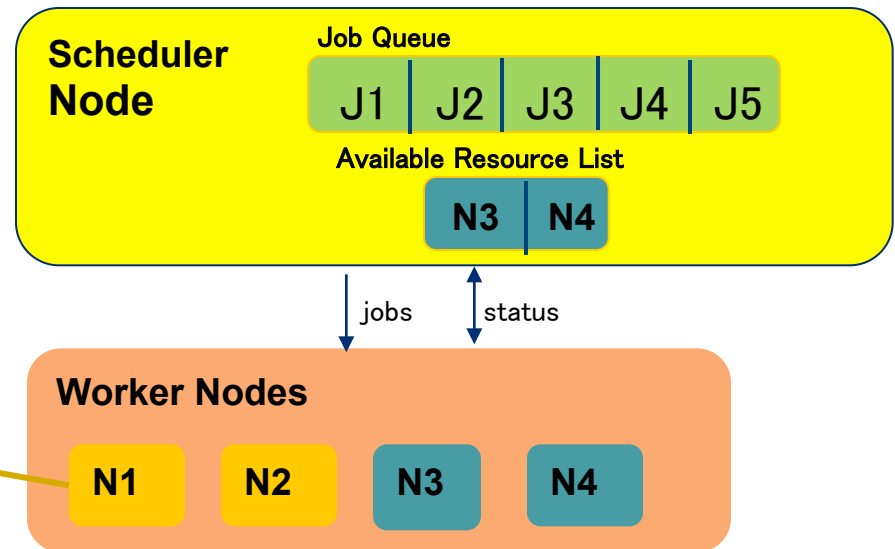 Scheduler
Node
Job Queue
J1 J2 J3 J4 J5
Available Resource List
N3 N4
jobs
status
Worker Nodes
N1 N2 N3 N4